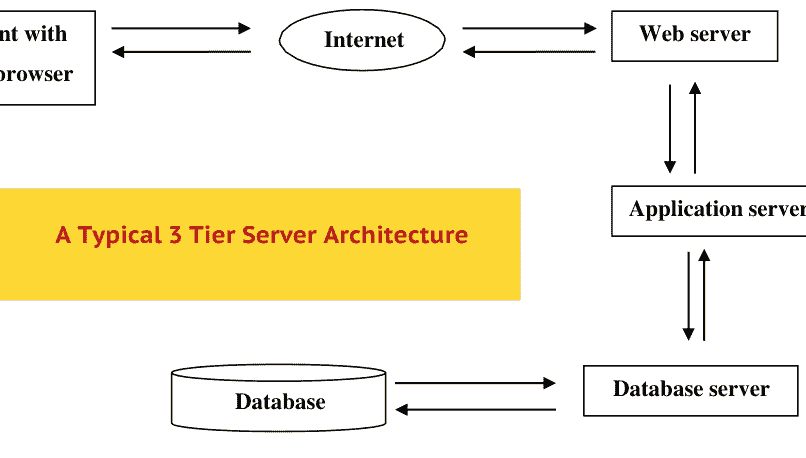 nt with
browser
Internet
Web server
A Typical 3 Tier Server Architecture
Application server
Database
Database server